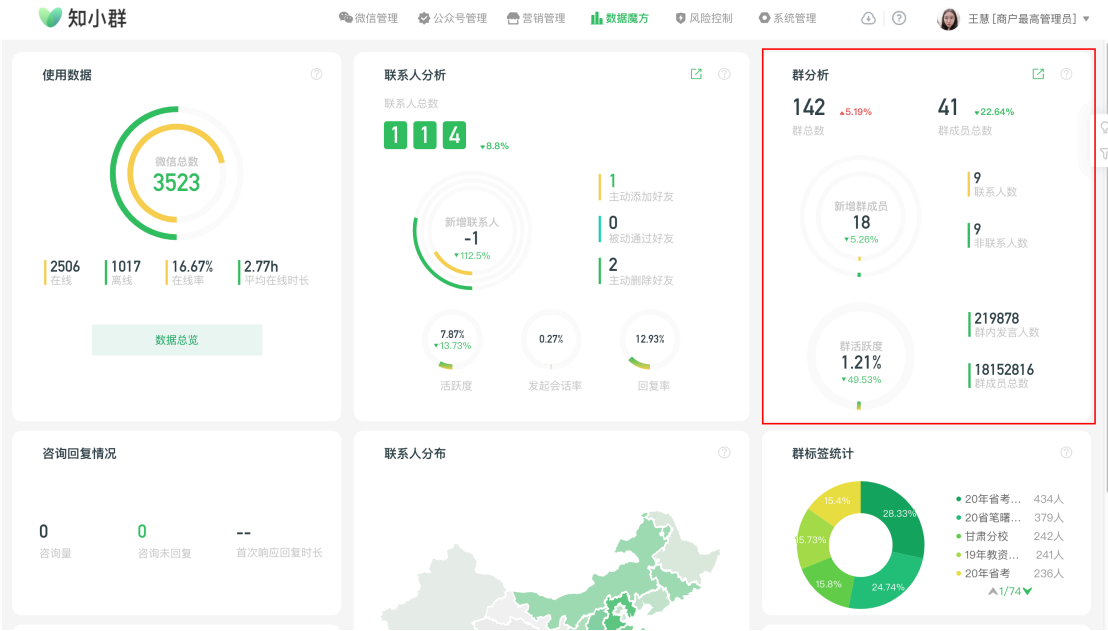 知小群
微信管理 公众号管理 营销管理 数据魔方 风险控制 系统管理 王慧 [商户最高管理员]
使用数据
微信总数
3523
2506 在线
1017 离线
16.67% 在线率
2.77h 平均在线时长
数据总览
联系人分析
联系人总数
1 1 4 8.8%
新增联系人
-1
112.5%
1
主动添加好友
0
被动通过好友
2
主动删除好友
7.87%
13.73%
活跃度
0.27%
发起会话率
12.93%
回复率
群分析
142 5.19%
群总数
41 22.64%
群成员总数
新增群成员
18
5.26%
9
联系人数
9
非联系人数
群活跃度
1.21%
49.53%
219878
群内发言人数
18152816
群成员总数
咨询回复情况
0
咨询量
0
咨询未回复
--
首次响应回复时长
联系人分布
群标签统计
15.4%
28.33%
15.73%
15.8%
24.74%
20年省考... 434人
20省笔曙... 379人
甘肃分校 242人
19年教资... 241人
20年省考 236人
1/74